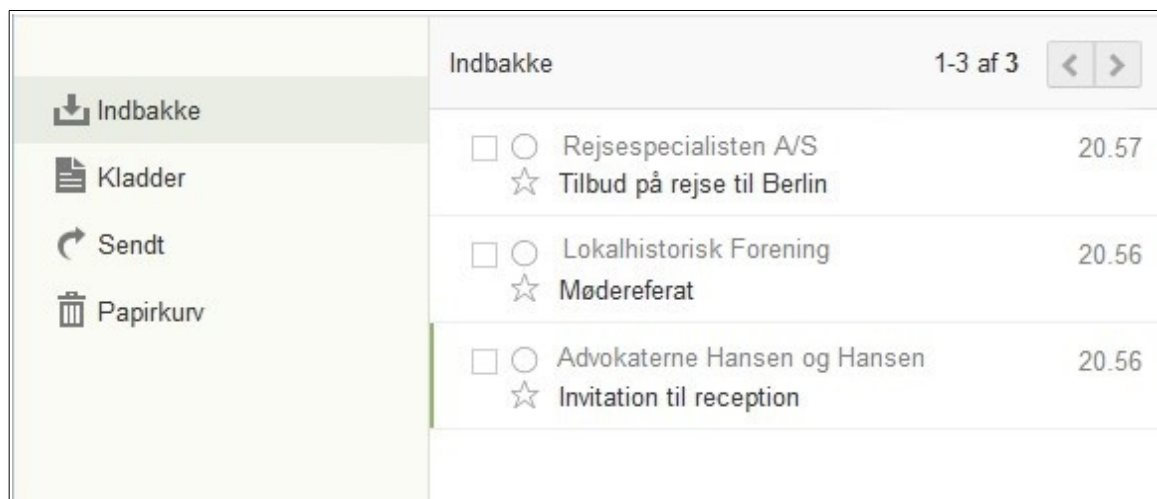 Indbakke
Kladder
Sendt
Papirkurv
Indbakke 1-3 af 3
Rejsespecialisten A/S 20.57
Tilbud på rejse til Berlin
Lokalhistorisk Forening 20.56
Mødereferat
Advokaterne Hansen og Hansen 20.56
Invitation til reception